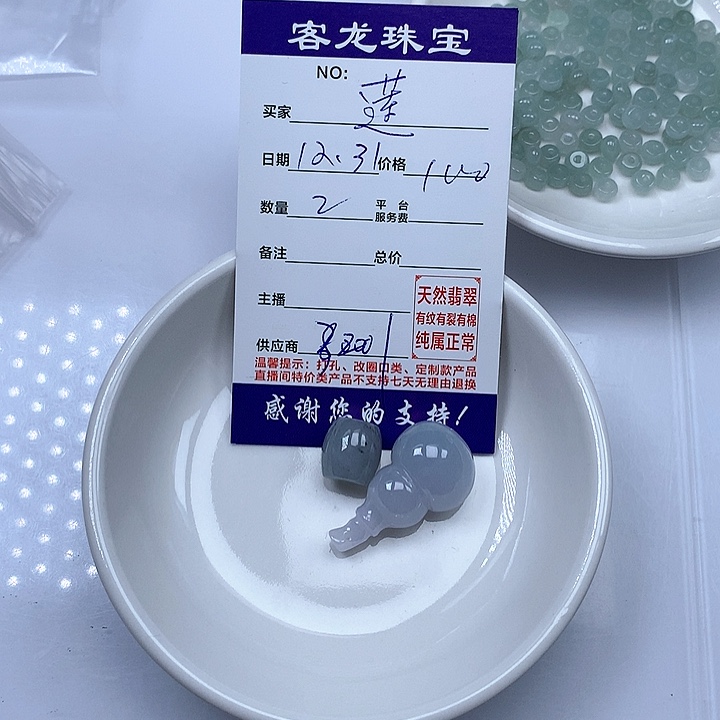 客龙珠宝
NO:
买家 莲
日期 12.31 价格 100
数量 2 平台服务费
备注 总价
主播
天然翡翠
有纹有裂有棉
纯属正常
供应商
温馨提示：打孔、改圈口类、定制款产品
直播间特价类产品不支持七天无理由退换
感谢您的支持！